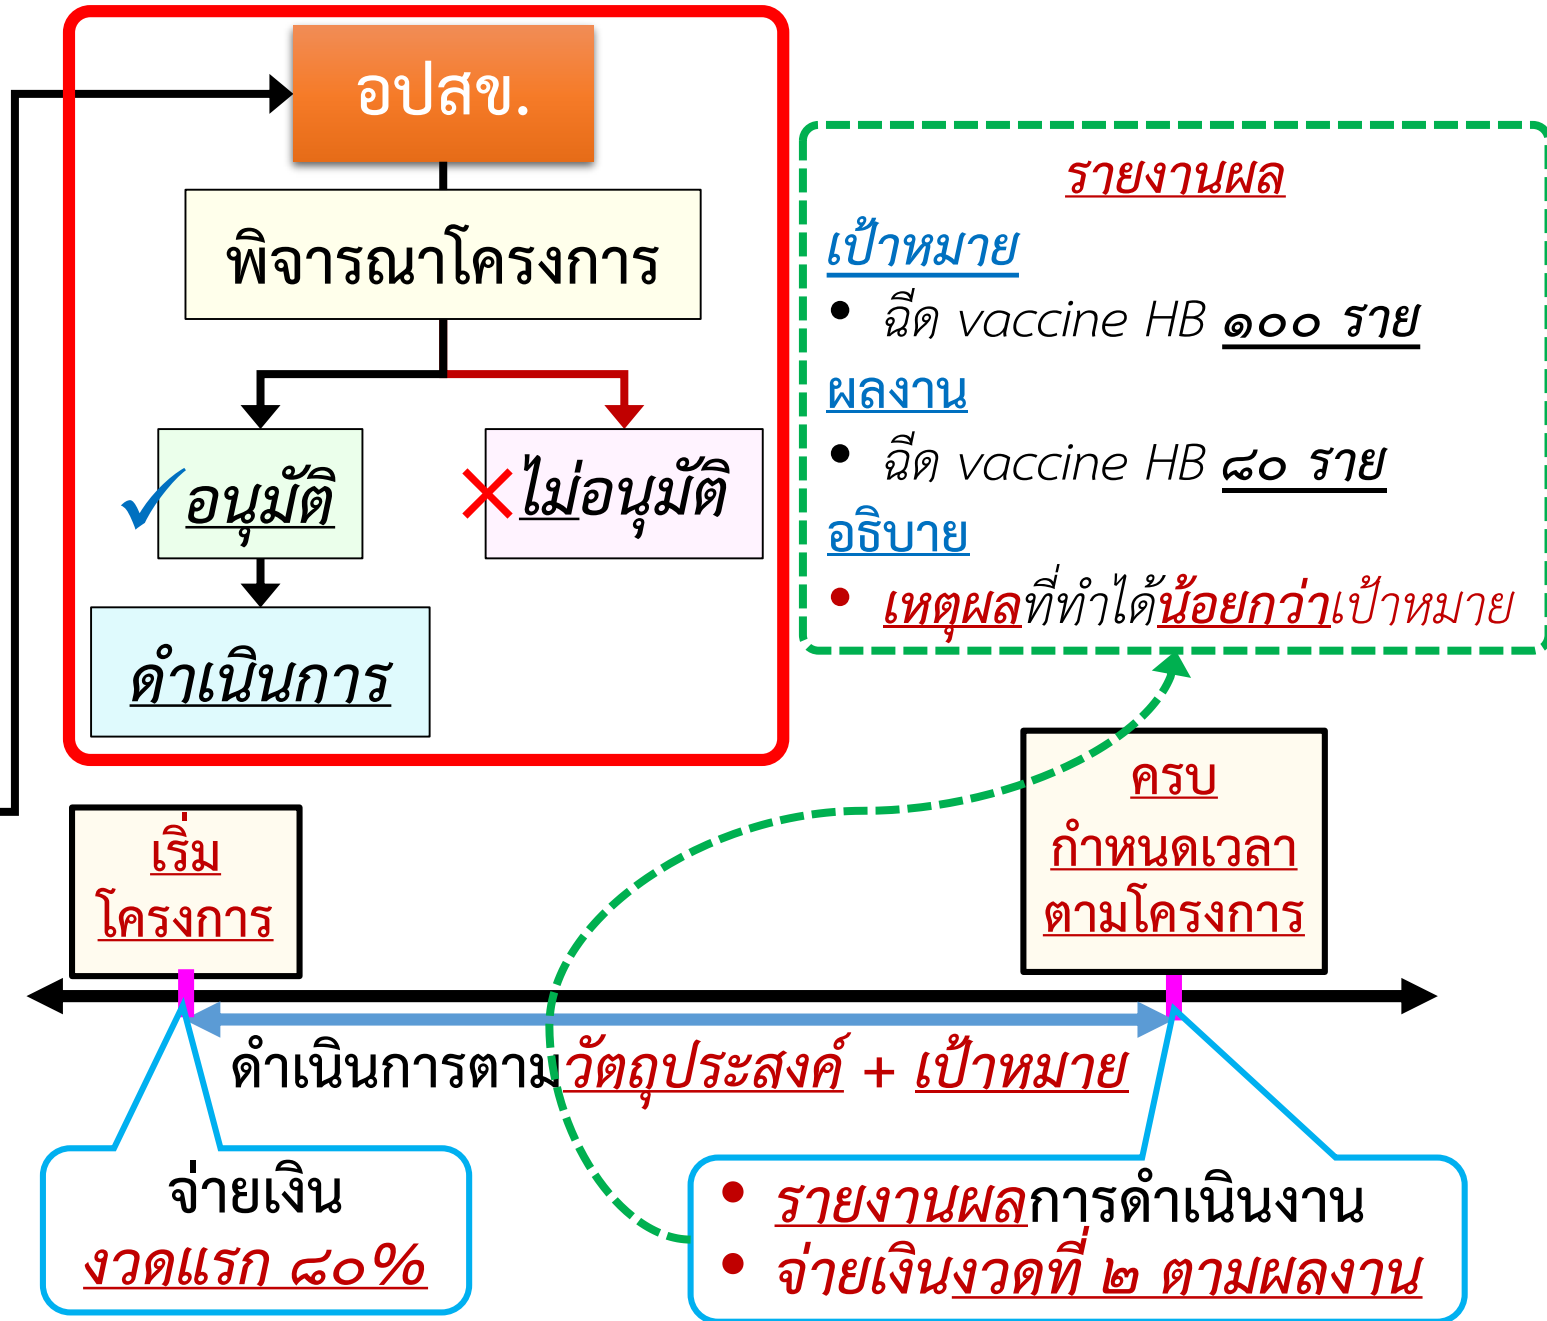 อปสข.
พิจารณาโครงการ
อนุมัติ
ไม่อนุมัติ
ดำเนินการ
รายงานผล
เป้าหมาย
• ฉีด vaccine HB ๑๐๐ ราย
ผลงาน
• ฉีด vaccine HB ๘๐ ราย
อธิบาย
• เหตุผลที่ทำได้น้อยกว่าเป้าหมาย
เริ่ม
โครงการ
ครบ
กำหนดเวลา
ตามโครงการ
ดำเนินการตามวัตถุประสงค์ + เป้าหมาย
จ่ายเงิน
งวดแรก ๘๐%
• รายงานผลการดำเนินงาน
• จ่ายเงินงวดที่ ๒ ตามผลงาน